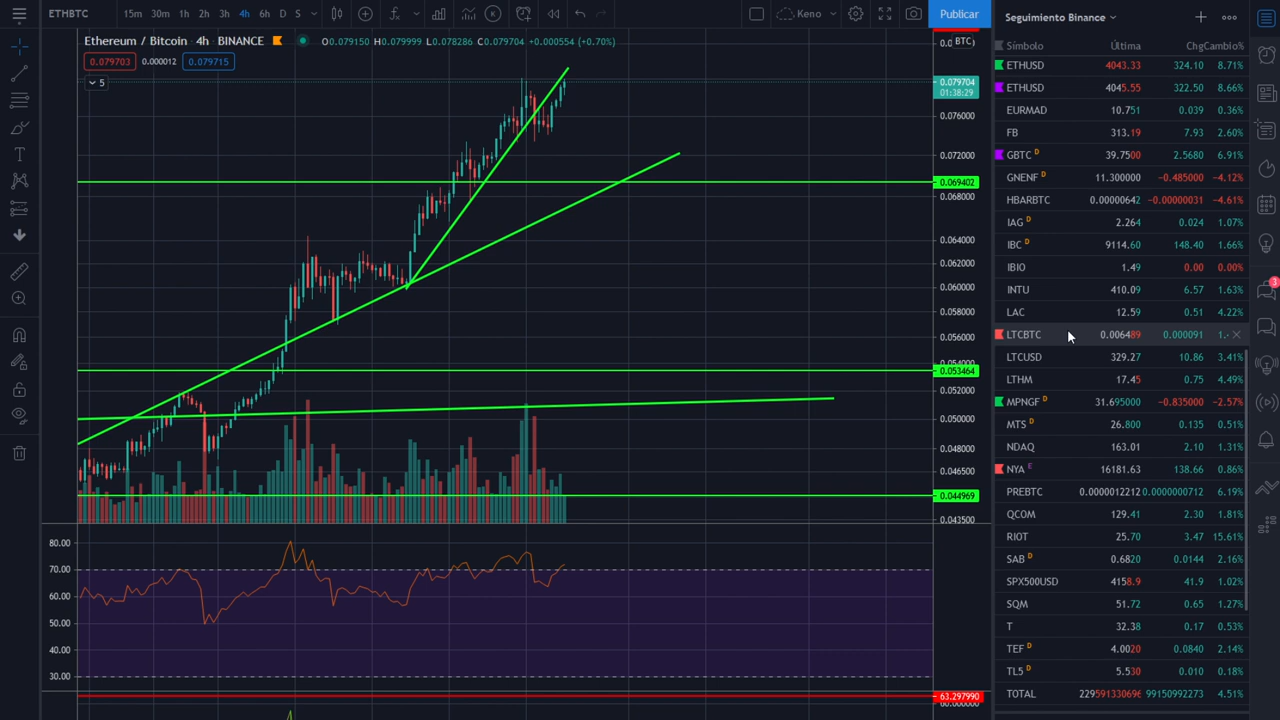 ETHBTC 15m 30m 1h 2h 3h 4h 6h D S Keno Publicar
Ethereum / Bitcoin 4h BINANCE O0.079150 H0.079999 L0.078286 C0.079704 +0.000554 (+0.70%)
0.079703 0.000012 0.079715
5
BTC
0.079704
01:38:29
0.076000
0.072000
0.069402
0.064000
0.062000
0.060000
0.058000
0.056000
0.054000
0.053464
0.052000
0.050000
0.048000
0.046500
0.044969
0.043500
80.00
70.00
60.00
50.00
40.00
30.00
63.297990
60.000000
Seguimiento Binance
Símbolo Última Chg Cambio%
ETHUSD 4043.33 324.10 8.71%
ETHUSD 4045.55 322.50 8.66%
EURMAD 10.751 0.039 0.36%
FB 313.19 7.93 2.60%
GBTC D 39.7500 2.5680 6.91%
GNENF D 11.300000 −0.485000 −4.12%
HBARBTC 0.00000642 −0.00000031 −4.61%
IAG D 2.264 0.024 1.07%
IBC D 9114.60 148.40 1.66%
IBIO 1.49 0.00 0.00%
INTU 410.09 6.57 1.63%
LAC 12.59 0.51 4.22%
LTCBTC 0.006489 0.000091 1.
LTCUSD 329.27 10.86 3.41%
LTHM 17.45 0.75 4.49%
MPNGF D 31.695000 −0.835000 −2.57%
MTS D 26.800 0.135 0.51%
NDAQ 163.01 2.10 1.31%
NYA E 16181.63 138.66 0.86%
PREBTC 0.0000012212 0.0000000712 6.19%
QCOM 129.41 2.30 1.81%
RIOT 25.70 3.47 15.61%
SAB D 0.6820 0.0144 2.16%
SPX500USD 4158.9 41.9 1.02%
SQM 51.72 0.65 1.27%
T 32.38 0.17 0.53%
TEF D 4.0020 0.0840 2.14%
TL5 D 5.530 0.010 0.18%
TOTAL 2295913306 99150992273 4.51%
3